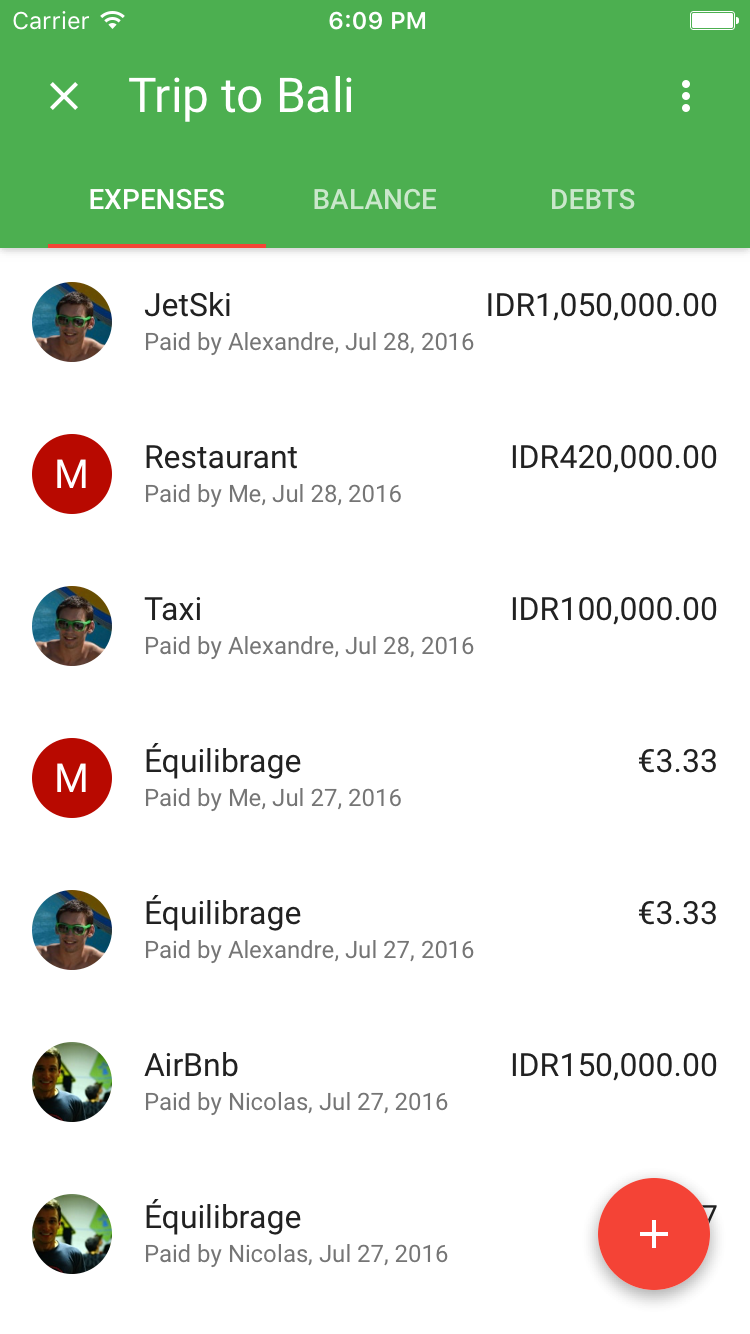 Carrier 6:09 PM
Trip to Bali
EXPENSES BALANCE DEBTS
JetSki IDR1,050,000.00
Paid by Alexandre, Jul 28, 2016
M
Restaurant IDR420,000.00
Paid by Me, Jul 28, 2016
Taxi IDR100,000.00
Paid by Alexandre, Jul 28, 2016
M
Équilibrage €3.33
Paid by Me, Jul 27, 2016
Équilibrage €3.33
Paid by Alexandre, Jul 27, 2016
AirBnb IDR150,000.00
Paid by Nicolas, Jul 27, 2016
Équilibrage
Paid by Nicolas, Jul 27, 2016